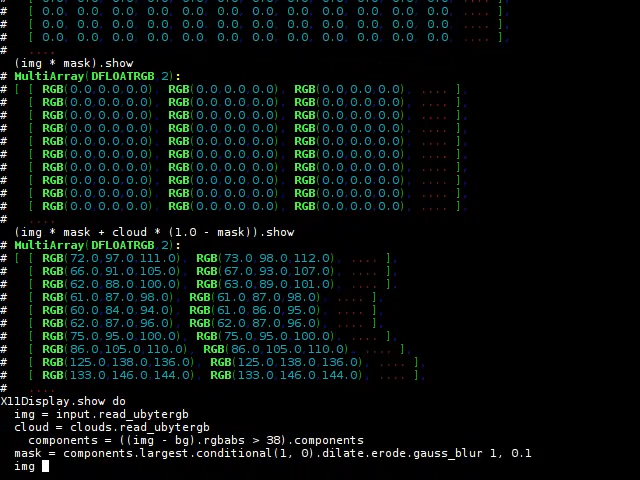 #   [ 0.0 0.0 0.0 0.0 0.0 0.0 0.0 0.0 0.0 0.0 .... ],
#   [ 0.0 0.0 0.0 0.0 0.0 0.0 0.0 0.0 0.0 0.0 .... ],
#   [ 0.0 0.0 0.0 0.0 0.0 0.0 0.0 0.0 0.0 0.0 .... ],
#   ....
  (img * mask).show
# MultiArray(DFLOATRGB,2):
# [ [ RGB(0.0,0.0,0.0), RGB(0.0,0.0,0.0), RGB(0.0,0.0,0.0), .... ],
#   [ RGB(0.0,0.0,0.0), RGB(0.0,0.0,0.0), RGB(0.0,0.0,0.0), .... ],
#   [ RGB(0.0,0.0,0.0), RGB(0.0,0.0,0.0), RGB(0.0,0.0,0.0), .... ],
#   [ RGB(0.0,0.0,0.0), RGB(0.0,0.0,0.0), RGB(0.0,0.0,0.0), .... ],
#   [ RGB(0.0,0.0,0.0), RGB(0.0,0.0,0.0), RGB(0.0,0.0,0.0), .... ],
#   [ RGB(0.0,0.0,0.0), RGB(0.0,0.0,0.0), RGB(0.0,0.0,0.0), .... ],
#   [ RGB(0.0,0.0,0.0), RGB(0.0,0.0,0.0), RGB(0.0,0.0,0.0), .... ],
#   [ RGB(0.0,0.0,0.0), RGB(0.0,0.0,0.0), RGB(0.0,0.0,0.0), .... ],
#   [ RGB(0.0,0.0,0.0), RGB(0.0,0.0,0.0), RGB(0.0,0.0,0.0), .... ],
#   [ RGB(0.0,0.0,0.0), RGB(0.0,0.0,0.0), RGB(0.0,0.0,0.0), .... ],
#   ....
  (img * mask + cloud * (1.0 - mask)).show
# MultiArray(DFLOATRGB,2):
# [ [ RGB(72.0,97.0,111.0), RGB(73.0,98.0,112.0), .... ],
#   [ RGB(66.0,91.0,105.0), RGB(67.0,93.0,107.0), .... ],
#   [ RGB(62.0,88.0,100.0), RGB(63.0,89.0,101.0), .... ],
#   [ RGB(61.0,87.0,98.0), RGB(61.0,87.0,98.0), .... ],
#   [ RGB(60.0,84.0,94.0), RGB(61.0,86.0,95.0), .... ],
#   [ RGB(62.0,87.0,96.0), RGB(62.0,87.0,96.0), .... ],
#   [ RGB(75.0,95.0,100.0), RGB(75.0,95.0,100.0), .... ],
#   [ RGB(86.0,105.0,110.0), RGB(86.0,105.0,110.0), .... ],
#   [ RGB(125.0,138.0,136.0), RGB(125.0,138.0,136.0), .... ],
#   [ RGB(133.0,146.0,144.0), RGB(133.0,146.0,144.0), .... ],
#   ....
X11Display.show do
  img = input.read_ubytergb
  cloud = clouds.read_ubytergb
    components = ((img - bg).rgbabs > 38).components
  mask = components.largest.conditional(1, 0).dilate.erode.gauss_blur 1, 0.1
  img